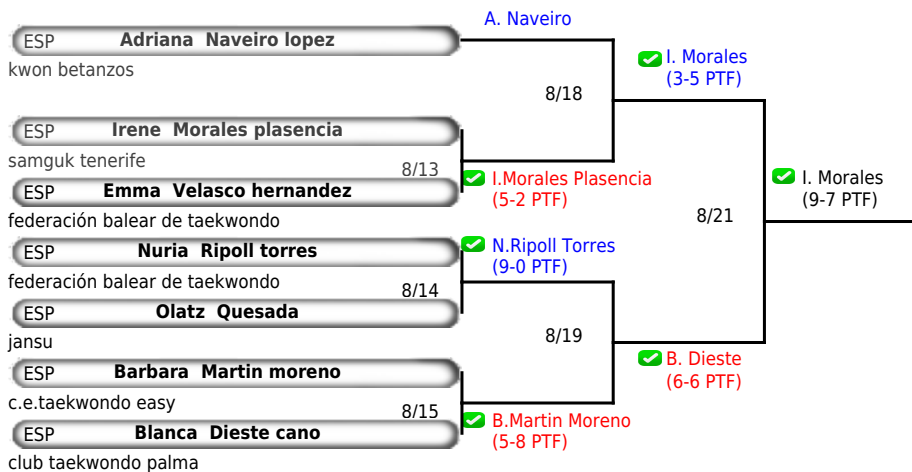 A. Naveiro
ESP Adriana Naveiro lopez
kwon betanzos
I. Morales
(3-5 PTF)
8/18
ESP Irene Morales plasencia
samguk tenerife
8/13
I.Morales Plasencia
(5-2 PTF)
I. Morales
(9-7 PTF)
ESP Emma Velasco hernandez
federación balear de taekwondo
8/21
ESP Nuria Ripoll torres
N.Ripoll Torres
(9-0 PTF)
federación balear de taekwondo
8/14
ESP Olatz Quesada
jansu
8/19
ESP Barbara Martin moreno
B. Dieste
(6-6 PTF)
c.e.taekwondo easy
8/15
B.Martin Moreno
(5-8 PTF)
ESP Blanca Dieste cano
club taekwondo palma